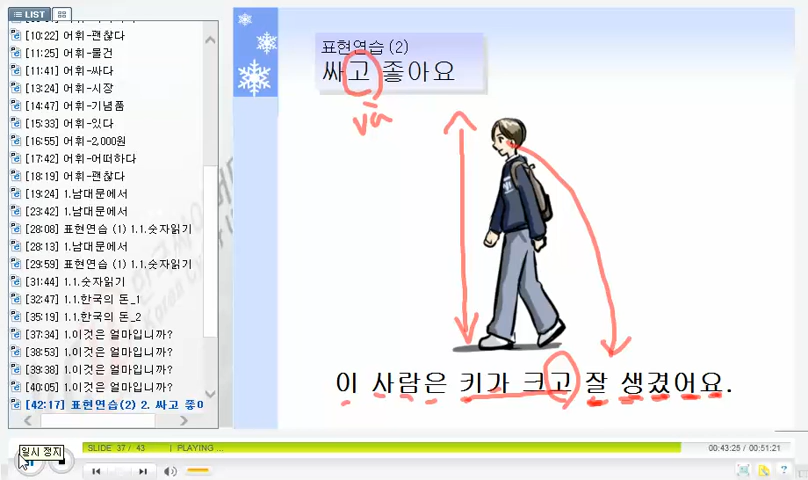 LIST
[10:22] 어휘-괜찮다
[11:25] 어휘-물건
[11:41] 어휘-싸다
[13:24] 어휘-시장
[14:47] 어휘-기념품
[15:33] 어휘-있다
[16:55] 어휘-2,000원
[17:42] 어휘-어떠하다
[18:19] 어휘-괜찮다
[19:24] 1.남대문에서
[23:42] 1.남대문에서
[28:08] 표현연습 (1) 1.1.숫자읽기
[28:13] 1.남대문에서
[29:59] 표현연습 (1) 1.1.숫자읽기
[31:44] 1.1.숫자읽기
[32:47] 1.1.한국의 돈_1
[35:19] 1.1.한국의 돈_2
[37:34] 1.이것은 얼마입니까?
[38:53] 1.이것은 얼마입니까?
[39:38] 1.이것은 얼마입니까?
[40:05] 1.이것은 얼마입니까?
[42:17] 표현연습(2) 2. 싸고 좋아
표현연습 (2)
싸고 좋아요
và
이 사람은 키가 크고 잘 생겼어요.
일시 정지
SLIDE 37 / 43 PLAYING ...
00:43:25 / 00:51:21